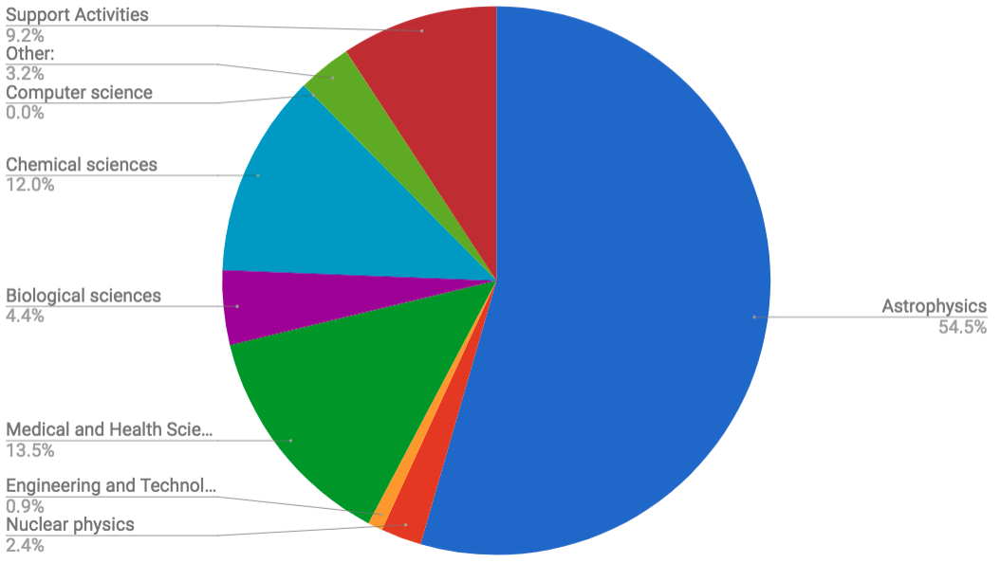 Support Activities
9.2%
Other:
3.2%
Computer science
0.0%
Chemical sciences
12.0%
Biological sciences
4.4%
Astrophysics
54.5%
Medical and Health Scie...
13.5%
Engineering and Technol...
0.9%
Nuclear physics
2.4%